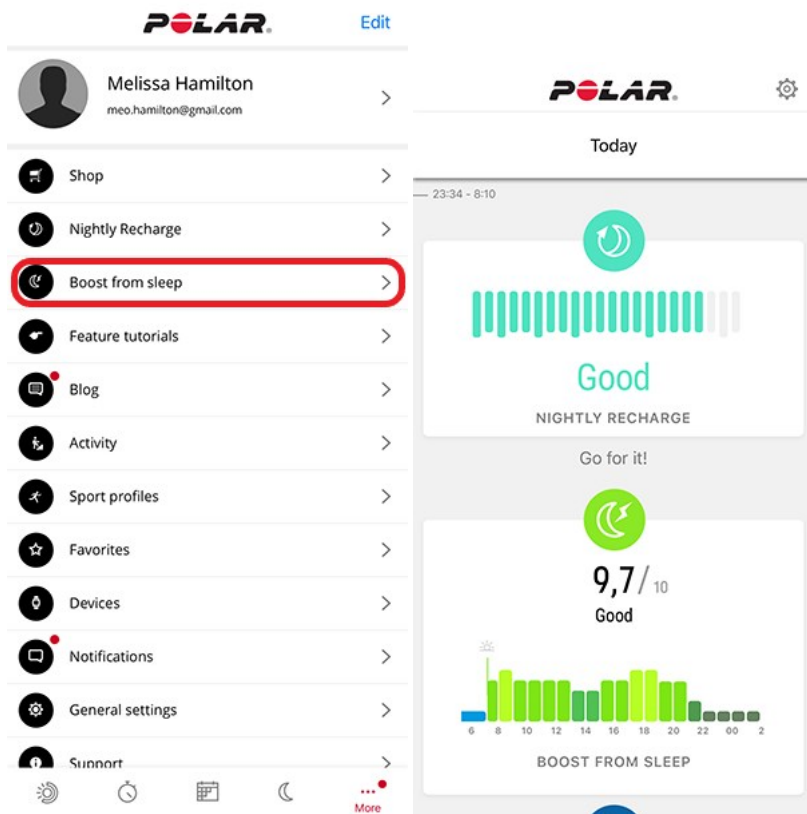 POLAR.
Edit
Melissa Hamilton
meo.hamilton@gmail.com
Shop
Nightly Recharge
Boost from sleep
Feature tutorials
Blog
Activity
Sport profiles
Favorites
Devices
Notifications
General settings
Support
More
POLAR.
Today
23:34 - 8:10
Good
NIGHTLY RECHARGE
Go for it!
9,7/ 10
Good
6 8 10 12 14 16 18 20 22 00 2
BOOST FROM SLEEP